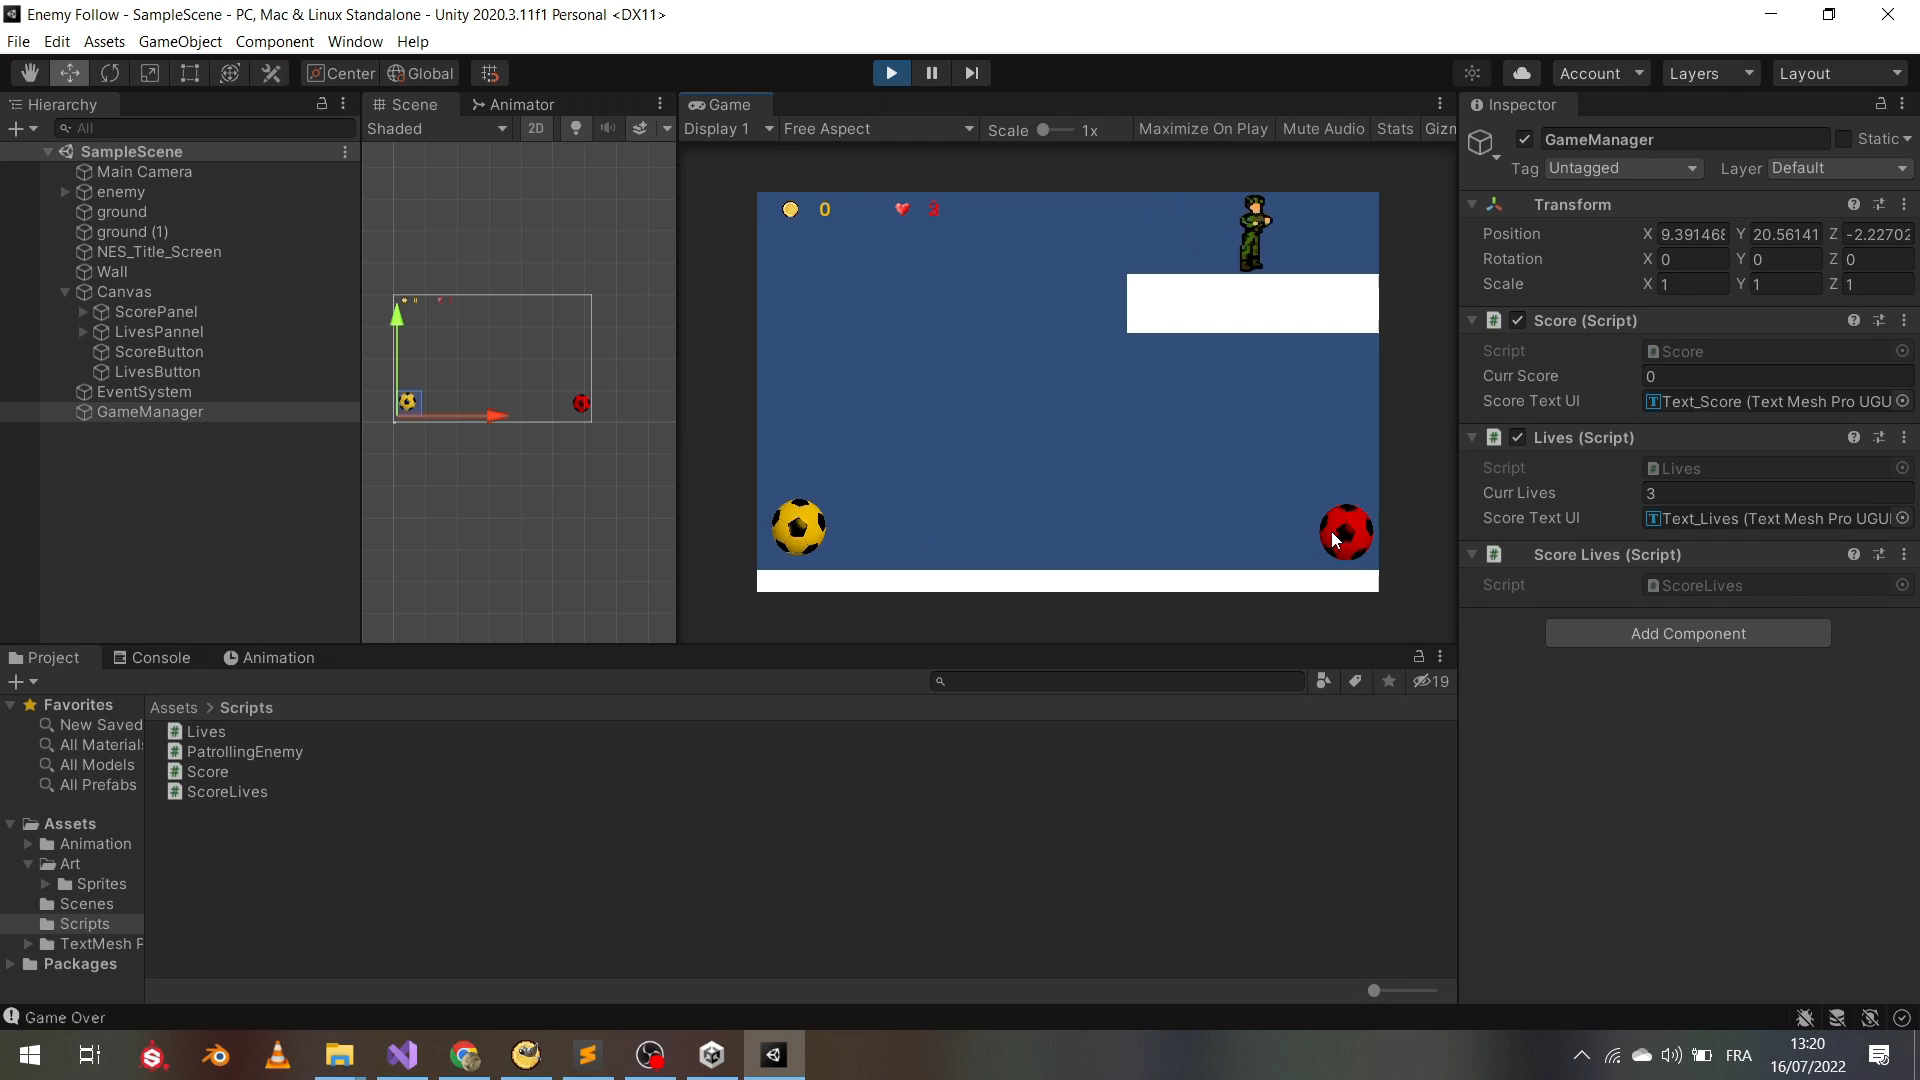 Enemy Follow - SampleScene - PC, Mac & Linux Standalone - Unity 2020.3.11f1 Personal <DX11>
File Edit Assets GameObject Component Window Help
Center Global Account Layers Layout
Hierarchy Scene Animator Game Inspector
All Shaded 2D Display 1 Free Aspect Scale 1x Maximize On Play Mute Audio Stats Gizn
GameManager Static
Tag Untagged Layer Default
SampleScene
Main Camera
enemy
ground
ground (1)
NES_Title_Screen
Wall
Canvas
ScorePanel
LivesPannel
ScoreButton
LivesButton
EventSystem
GameManager
0 3
Transform
Position X 9.391468 Y 20.56141 Z -2.22702
Rotation X 0 Y 0 Z 0
Scale X 1 Y 1 Z 1
Score (Script)
Script Score
Curr Score 0
Score Text UI Text_Score (Text Mesh Pro UGU
Lives (Script)
Script Lives
Curr Lives 3
Score Text UI Text_Lives (Text Mesh Pro UGUI
Score Lives (Script)
Script ScoreLives
Add Component
Project Console Animation
19
Favorites
New Saved
All Material
All Models
All Prefabs
Assets
Animation
Art
Sprites
Scenes
Scripts
TextMesh P
Packages
Assets > Scripts
Lives
PatrollingEnemy
Score
ScoreLives
Game Over
FRA
13:20
16/07/2022